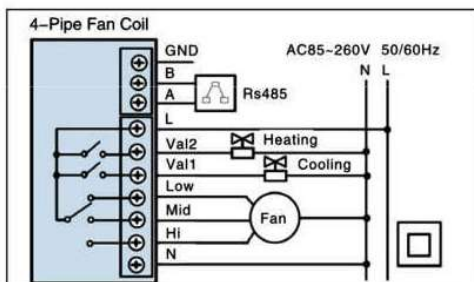 4-Pipe Fan Coil
GND
AC85~260V 50/60Hz
B
N L
A
Rs485
L
Val2
Heating
Val1
Cooling
Low
Mid
Fan
Hi
N